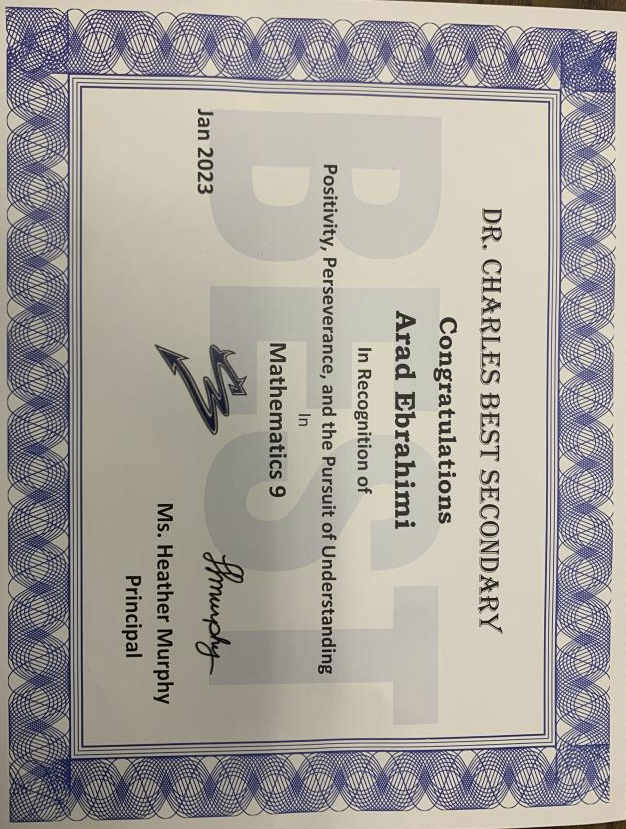 DR. CHARLES BEST SECONDARY
Congratulations
Arad Ebrahimi
In Recognition of
Positivity, Perseverance, and the Pursuit of Understanding
In
Mathematics 9
Jan 2023
HMurphy
Ms. Heather Murphy
Principal
BEST